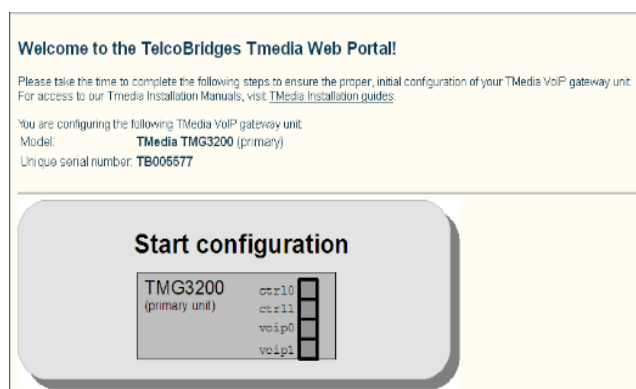 Welcome to the TelcoBridges Tmedia Web Portal!
Please take the time to complete the following steps to ensure the proper, initial configuration of your TMedia VoIP gateway unit.
For access to our Tmedia Installation Manuals, visit TMedia Installation guides.
You are configuring the following TMedia VoIP gateway unit:
Model: TMedia TMG3200 (primary)
Unique serial number: TB005577
Start configuration
TMG3200
(primary unit)
ctrl0
ctrl1
voip0
voip1